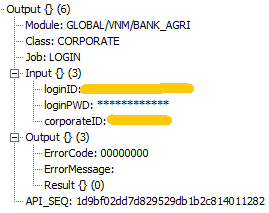 Output {} (6)
Module: GLOBAL/VNM/BANK_AGRI
Class: CORPORATE
Job: LOGIN
Input {} (3)
loginID:
loginPWD: ************
corporateID:
Output {} (3)
ErrorCode: 00000000
ErrorMessage:
Result {} (0)
API_SEQ: 1d9bf02dd7d829529db1b2c814011282